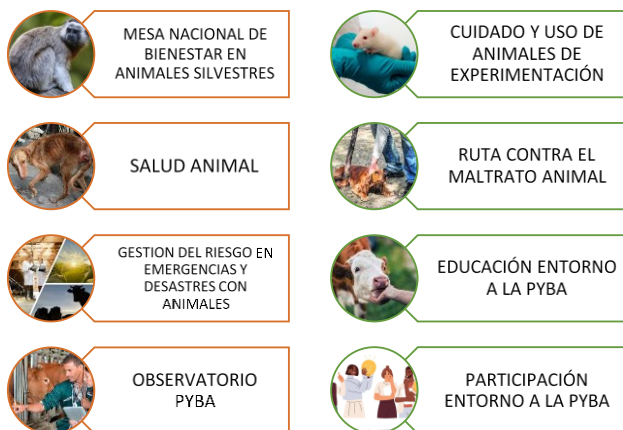 MESA NACIONAL DE
BIENESTAR EN
ANIMALES SILVESTRES
CUIDADO Y USO DE
ANIMALES DE
EXPERIMENTACIÓN
SALUD ANIMAL
RUTA CONTRA EL
MALTRATO ANIMAL
GESTION DEL RIESGO EN
EMERGENCIAS Y
DESASTRES CON
ANIMALES
EDUCACIÓN ENTORNO
A LA PYBA
OBSERVATORIO
PYBA
PARTICIPACIÓN
ENTORNO A LA PYBA